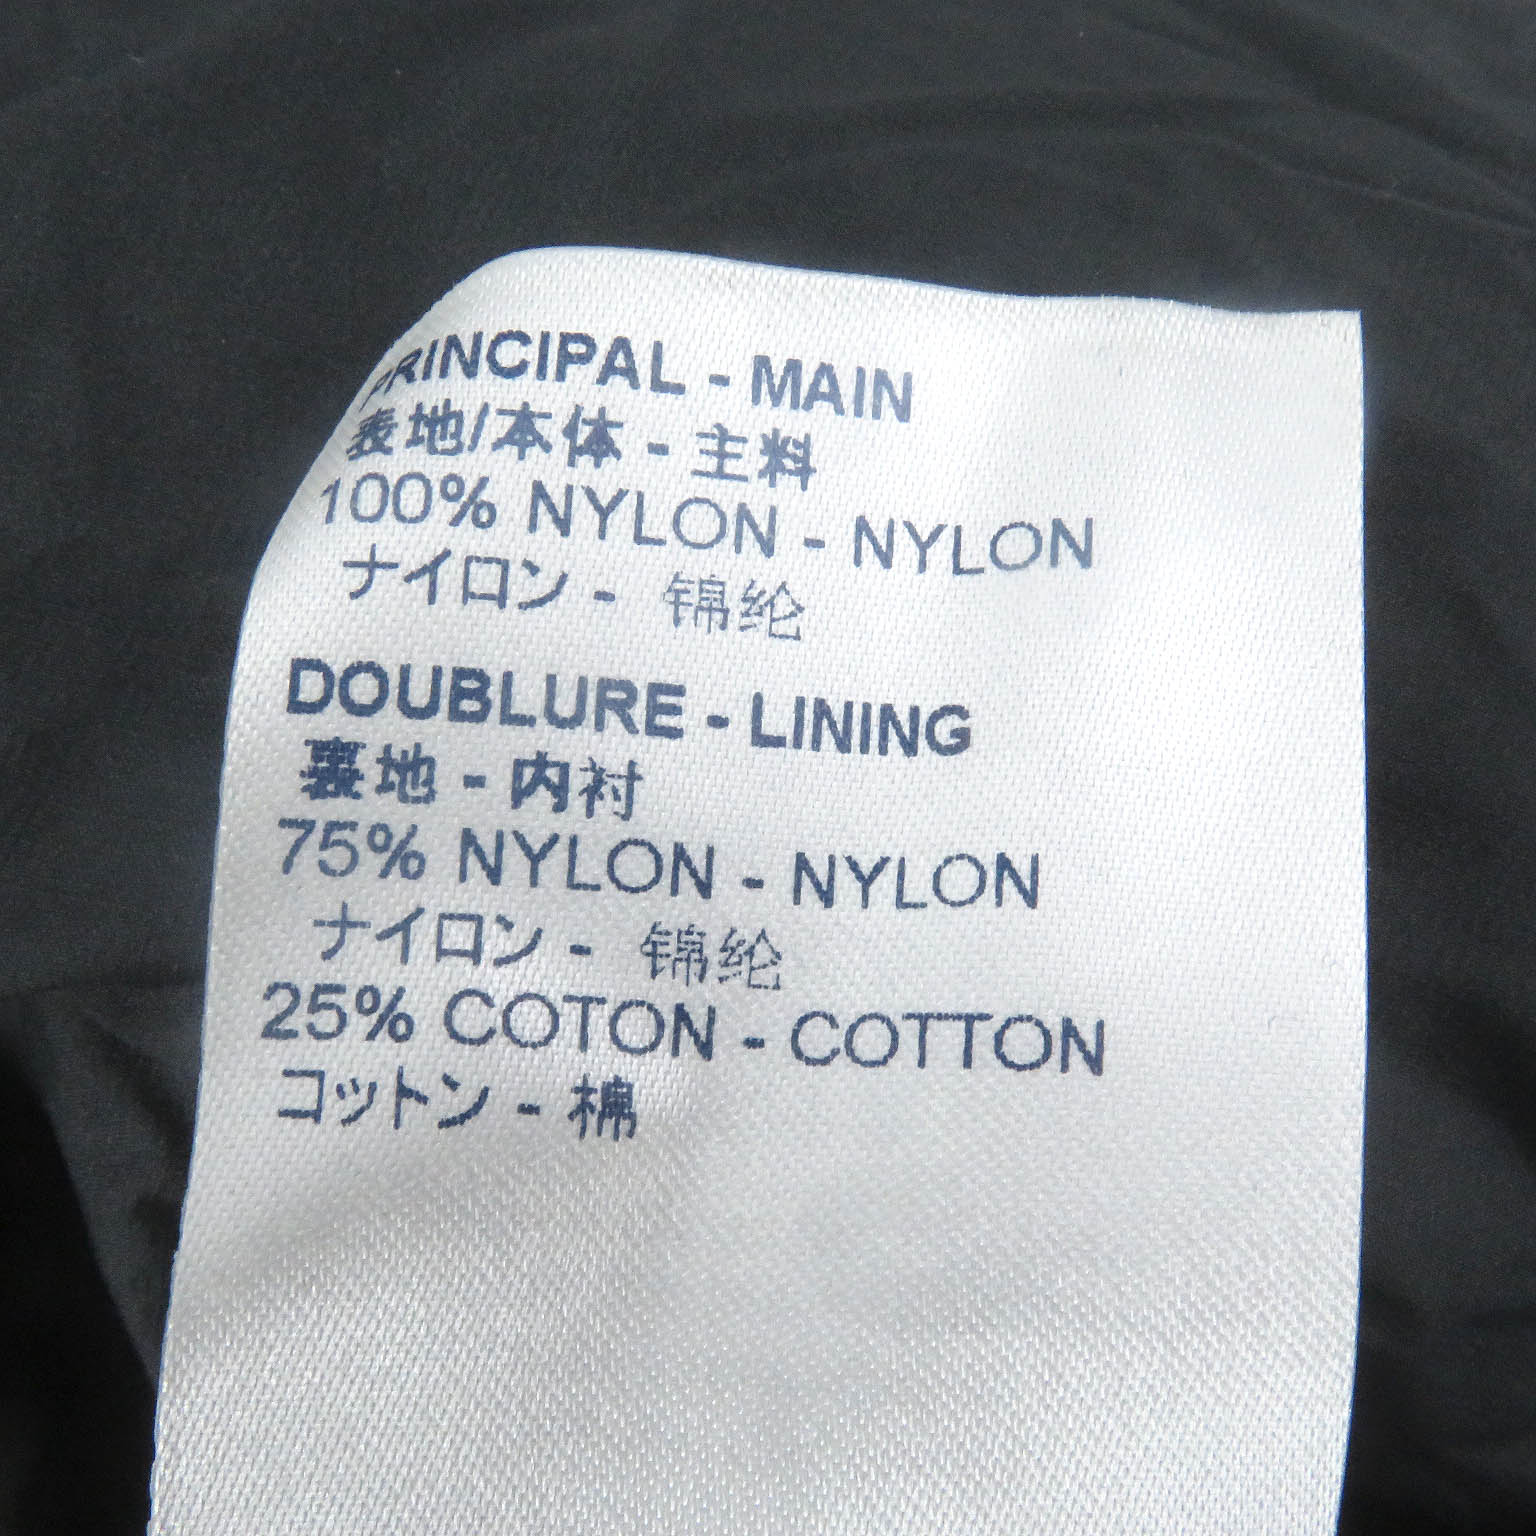 PRINCIPAL - MAIN
表地/本体 - 主料
100% NYLON - NYLON
ナイロン - 锦纶
DOUBLURE - LINING
裏地 - 内衬
75% NYLON - NYLON
ナイロン - 锦纶
25% COTON - COTTON
コットン - 棉